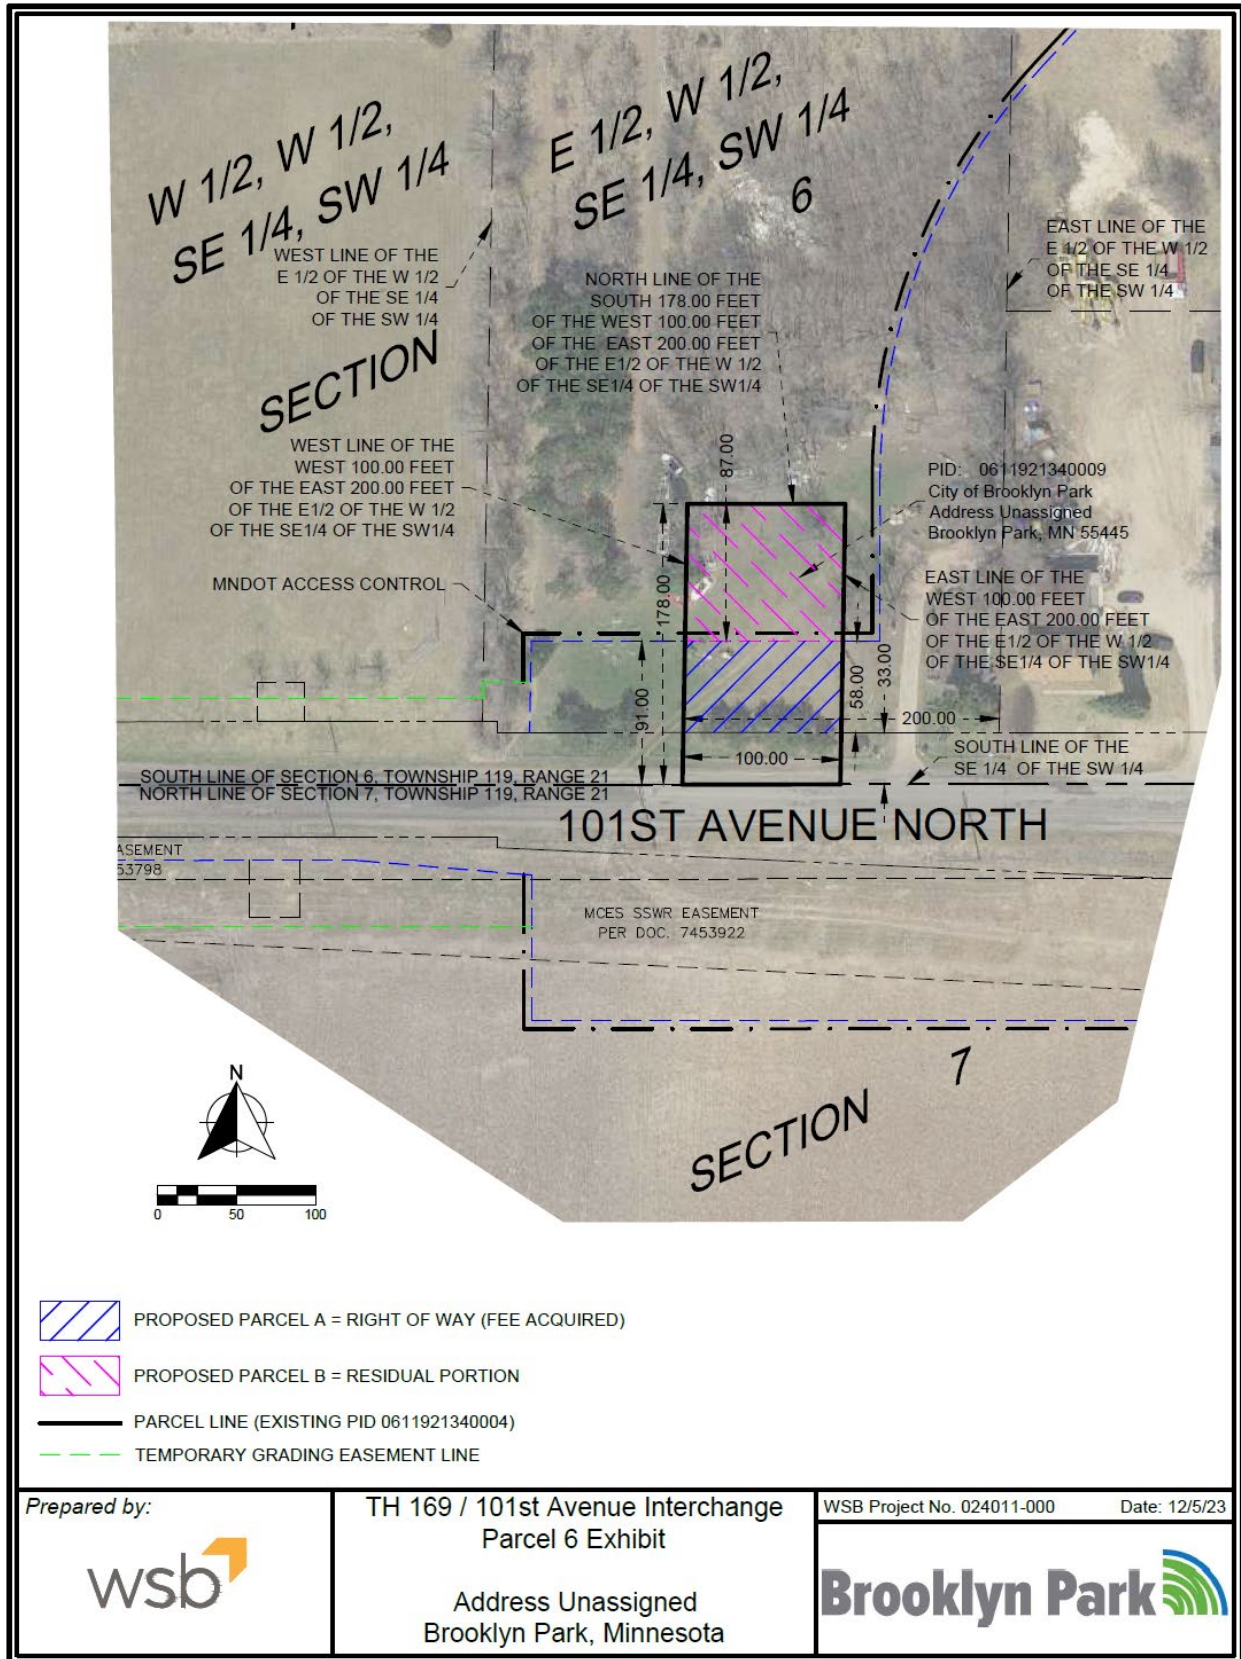 W 1/2, W 1/2,
SE 1/4, SW 1/4
E 1/2, W 1/2,
SE 1/4, SW 1/4
6
WEST LINE OF THE
E 1/2 OF THE W 1/2
OF THE SE 1/4
OF THE SW 1/4
EAST LINE OF THE
E 1/2 OF THE W 1/2
OF THE SE 1/4
OF THE SW 1/4
NORTH LINE OF THE
SOUTH 178.00 FEET
OF THE WEST 100.00 FEET
OF THE EAST 200.00 FEET
OF THE E1/2 OF THE W 1/2
OF THE SE1/4 OF THE SW1/4
SECTION
WEST LINE OF THE
WEST 100.00 FEET
OF THE EAST 200.00 FEET
OF THE E1/2 OF THE W 1/2
OF THE SE1/4 OF THE SW1/4
87.00
PID: 0611921340009
City of Brooklyn Park
Address Unassigned
Brooklyn Park, MN 55445
MNDOT ACCESS CONTROL
178.00
EAST LINE OF THE
WEST 100.00 FEET
OF THE EAST 200.00 FEET
OF THE E1/2 OF THE W 1/2
OF THE SE1/4 OF THE SW1/4
91.00
58.00
33.00
200.00
100.00
SOUTH LINE OF THE
SE 1/4 OF THE SW 1/4
SOUTH LINE OF SECTION 6, TOWNSHIP 119, RANGE 21
NORTH LINE OF SECTION 7, TOWNSHIP 119, RANGE 21
101ST AVENUE NORTH
ASEMENT
53798
MCES SSWR EASEMENT
PER DOC. 7453922
7
SECTION
N
0 50 100
PROPOSED PARCEL A = RIGHT OF WAY (FEE ACQUIRED)
PROPOSED PARCEL B = RESIDUAL PORTION
PARCEL LINE (EXISTING PID 0611921340004)
TEMPORARY GRADING EASEMENT LINE
Prepared by:
wsb
TH 169 / 101st Avenue Interchange
Parcel 6 Exhibit
Address Unassigned
Brooklyn Park, Minnesota
WSB Project No. 024011-000 Date: 12/5/23
Brooklyn Park